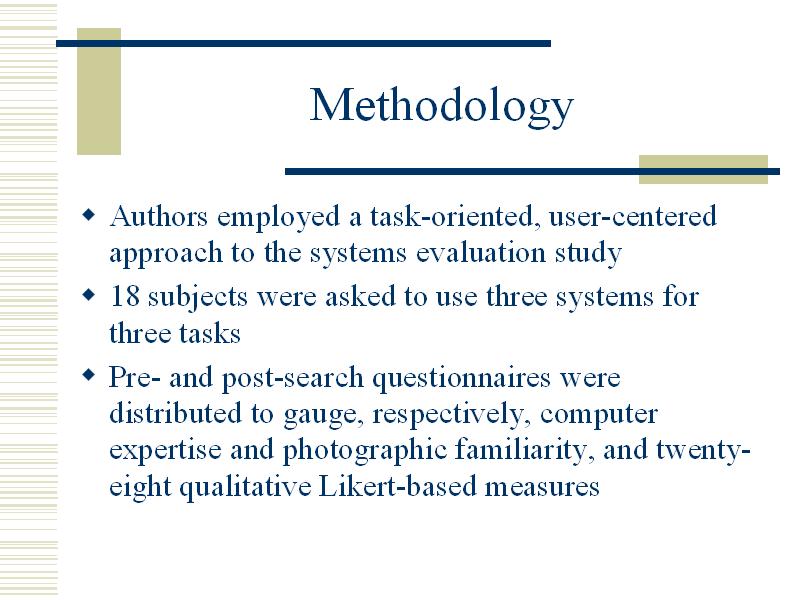 Methodology
Authors employed a task-oriented, user-centered
approach to the systems evaluation study
18 subjects were asked to use three systems for
three tasks
Pre- and post-search questionnaires were
distributed to gauge, respectively, computer
expertise and photographic familiarity, and twenty-
eight qualitative Likert-based measures